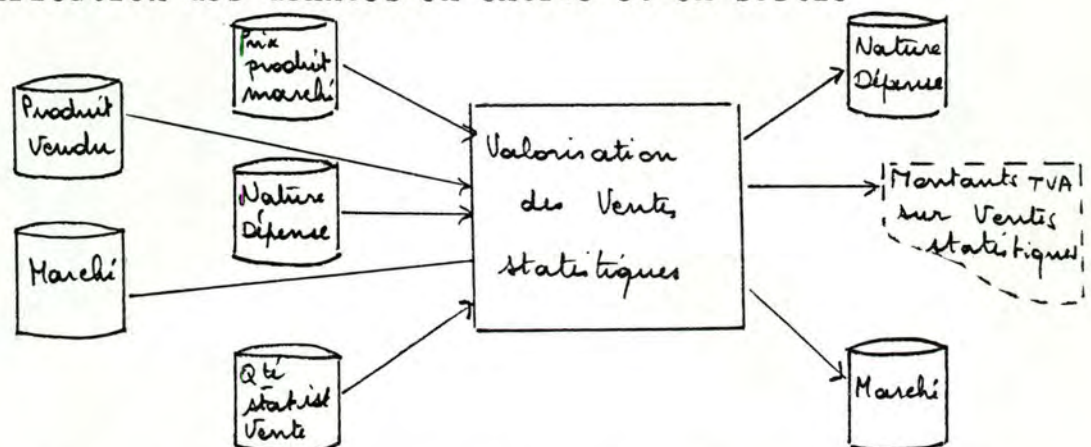 Prix
produit
marché
Produit
Vendu
Nature
Dépense
Marché
Qté
statist
Vente
Valorisation
des Ventes
statistiques
Nature
Dépense
Montants TVA
sur Ventes
statistiques
Marché